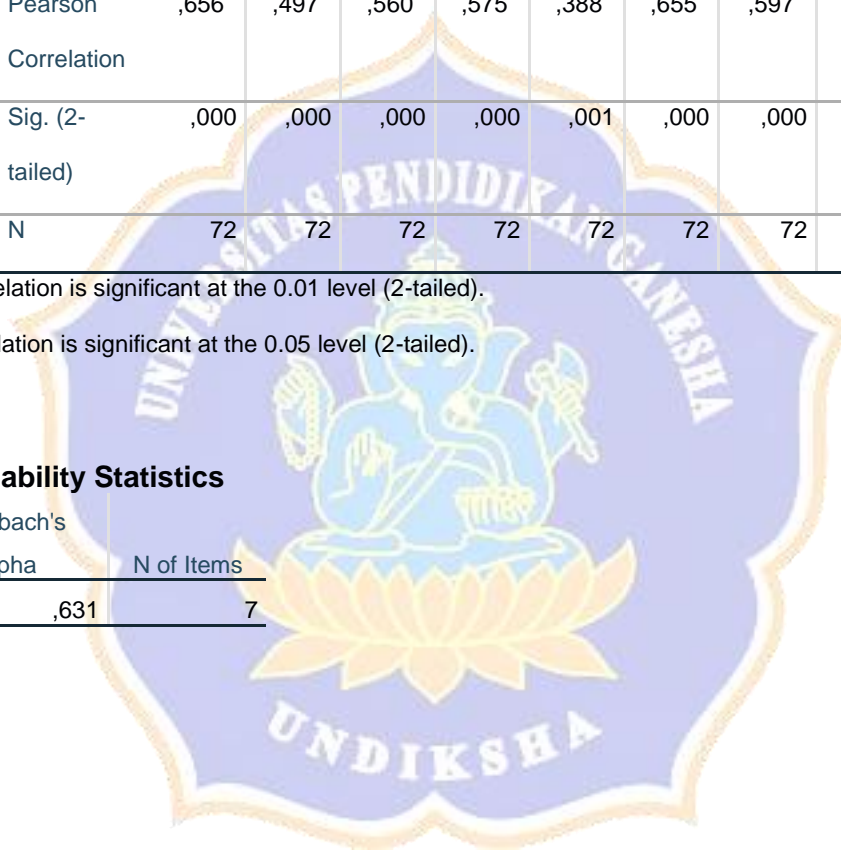 Pearson ,656 ,497 ,560 ,575 ,388 ,655 ,597
Correlation
Sig. (2- ,000 ,000 ,000 ,000 ,001 ,000 ,000
tailed)
N 72 72 72 72 72 72 72
elation is significant at the 0.01 level (2-tailed).
lation is significant at the 0.05 level (2-tailed).
UNIVERSITAS PENDIDIKAN GANESHA
ability Statistics
bach's
pha N of Items
,631 7
UNDIKSHA